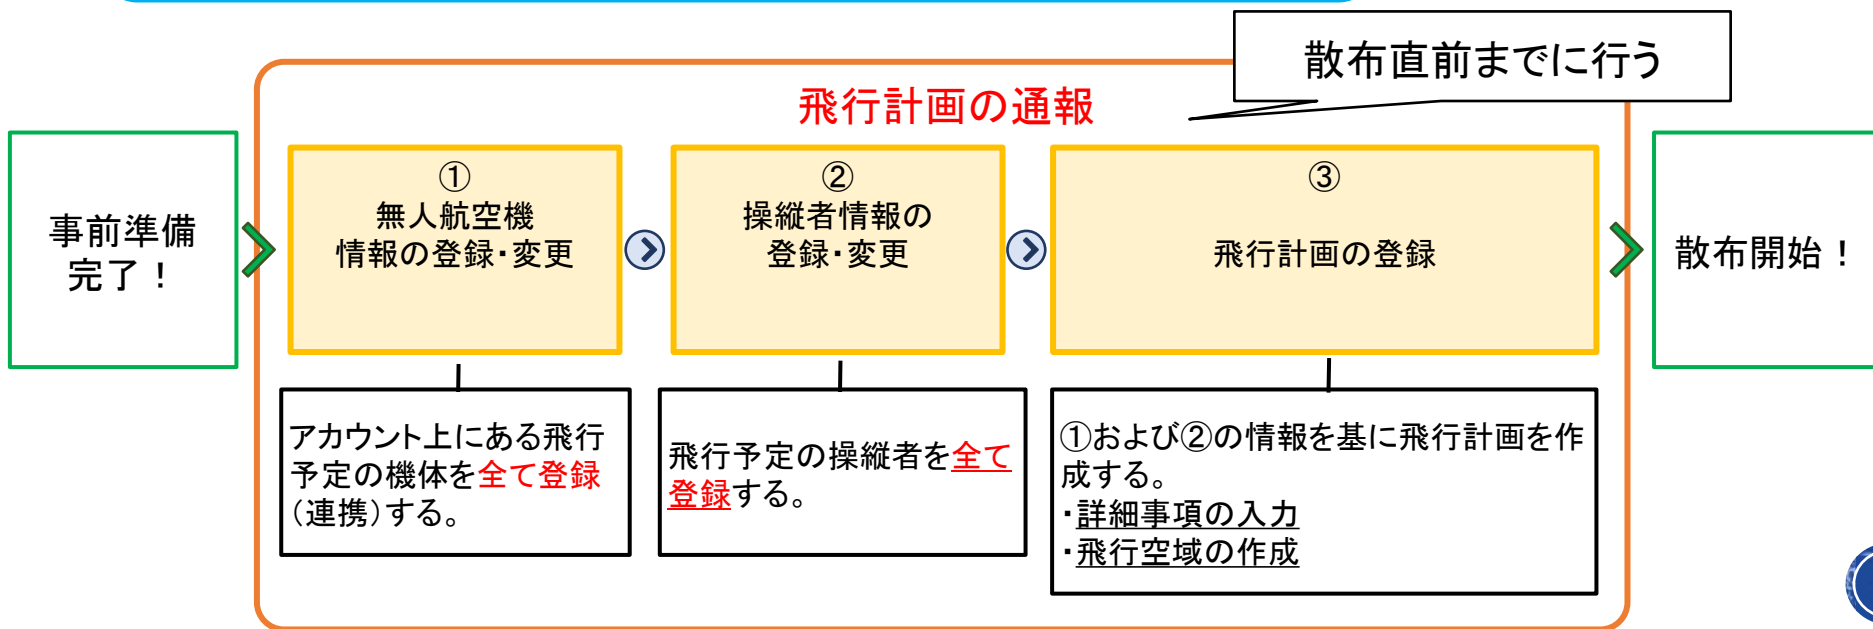 散布直前までに行う
飛行計画の通報
事前準備
完了！
①
無人航空機
情報の登録・変更
②
操縦者情報の
登録・変更
③
飛行計画の登録
散布開始！
アカウント上にある飛行
予定の機体を全て登録
（連携）する。
飛行予定の操縦者を全て
登録する。
①および②の情報を基に飛行計画を作
成する。
・詳細事項の入力
・飛行空域の作成